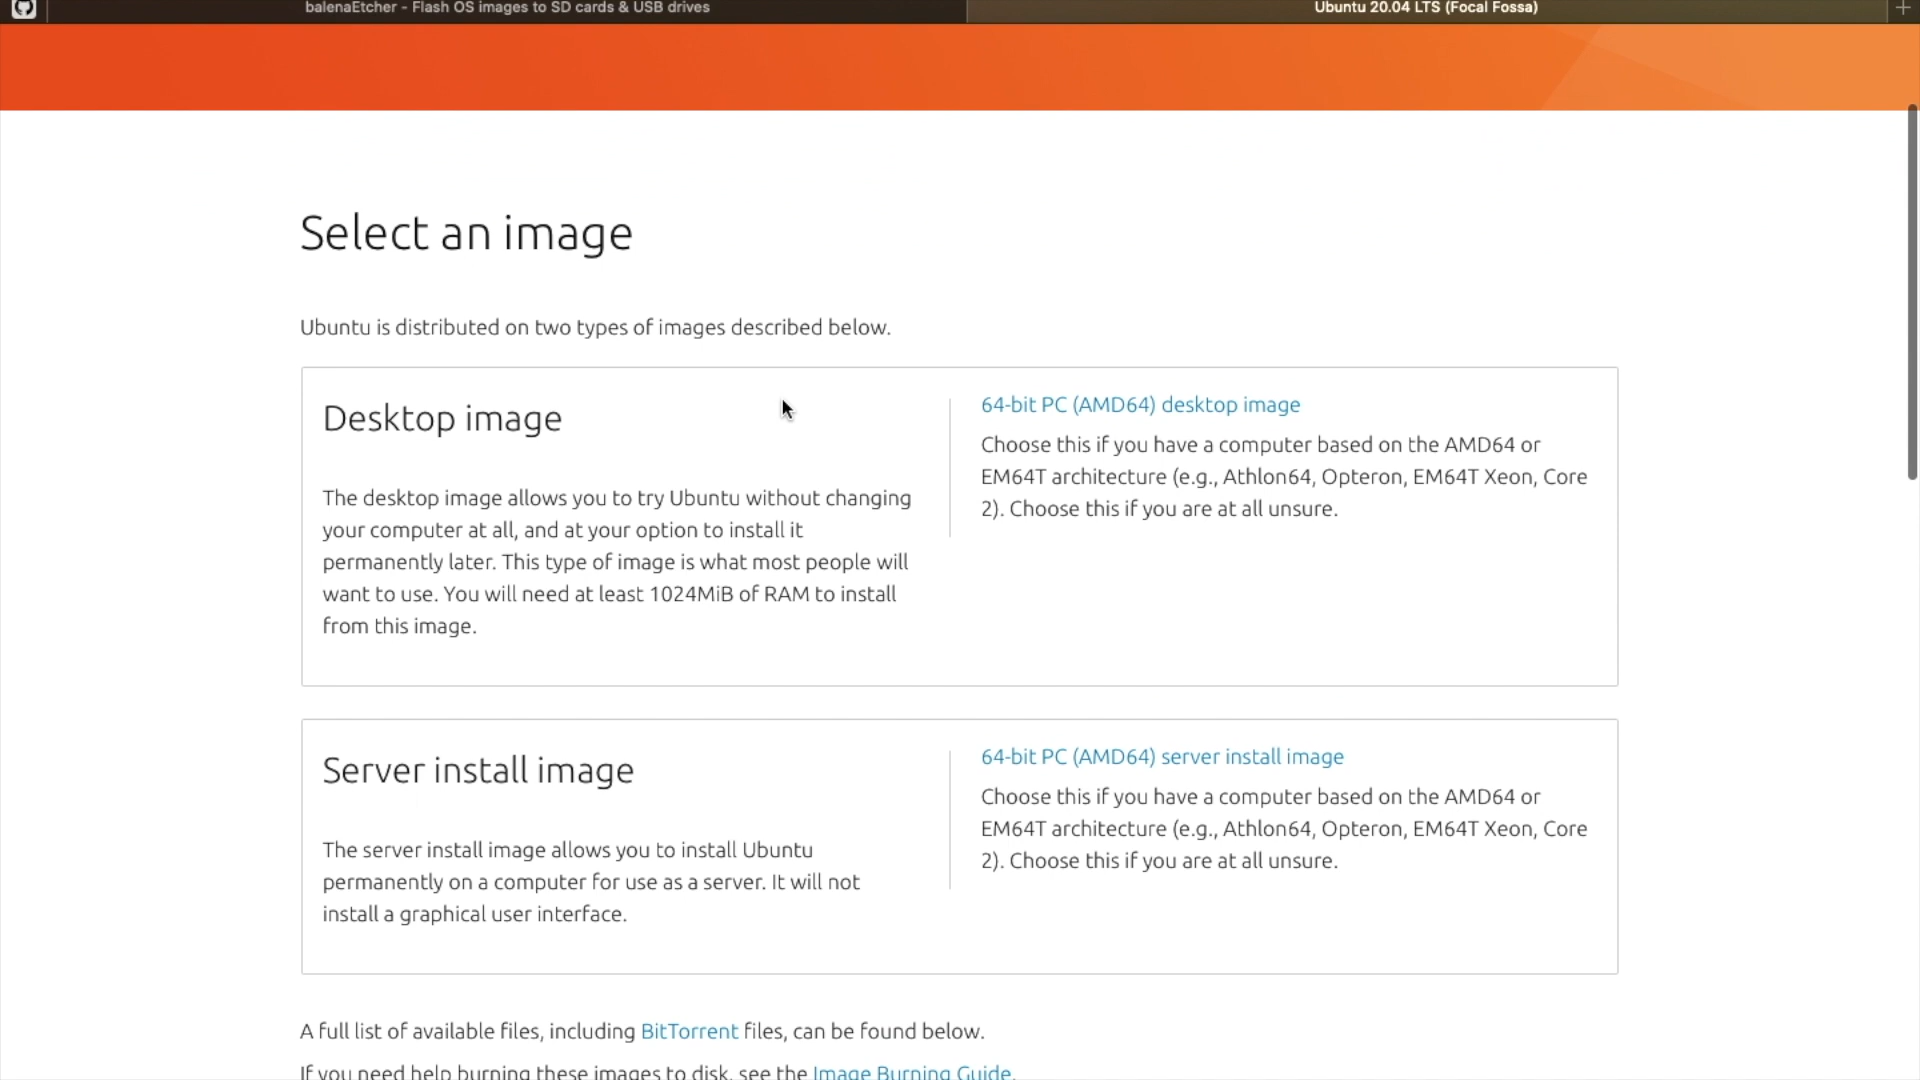 balenaEtcher - Flash OS images to SD cards & USB drives
Ubuntu 20.04 LTS (Focal Fossa)
Select an image
Ubuntu is distributed on two types of images described below.
Desktop image
The desktop image allows you to try Ubuntu without changing
your computer at all, and at your option to install it
permanently later. This type of image is what most people will
want to use. You will need at least 1024MiB of RAM to install
from this image.
64-bit PC (AMD64) desktop image
Choose this if you have a computer based on the AMD64 or
EM64T architecture (e.g., Athlon64, Opteron, EM64T Xeon, Core
2). Choose this if you are at all unsure.
Server install image
The server install image allows you to install Ubuntu
permanently on a computer for use as a server. It will not
install a graphical user interface.
64-bit PC (AMD64) server install image
Choose this if you have a computer based on the AMD64 or
EM64T architecture (e.g., Athlon64, Opteron, EM64T Xeon, Core
2). Choose this if you are at all unsure.
A full list of available files, including BitTorrent files, can be found below.
If you need help burning these images to disk, see the Image Burning Guide.